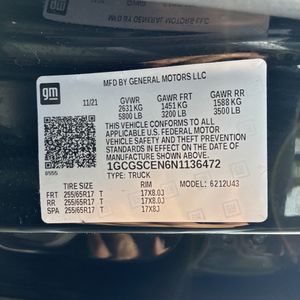 gm
MFD BY GENERAL MOTORS LLC
11/21 GVWR GAWR FRT GAWR RR
2631 KG 1451 KG 1588 KG
5800 LB 3200 LB 3500 LB
THIS VEHICLE CONFORMS TO ALL
APPLICABLE U.S. FEDERAL MOTOR
VEHICLE SAFETY AND THEFT PREVENTION
STANDARDS IN EFFECT ON THE DATE OF
MANUFACTURE SHOWN ABOVE.
1GCGSCEN6N1136472
TYPE: TRUCK
TIRE SIZE RIM MODEL: 6212U43
FRT 255/65R17 T 17X8.0J
RR 255/65R17 T 17X8.0J
SPA 255/65R17 T 17X8J